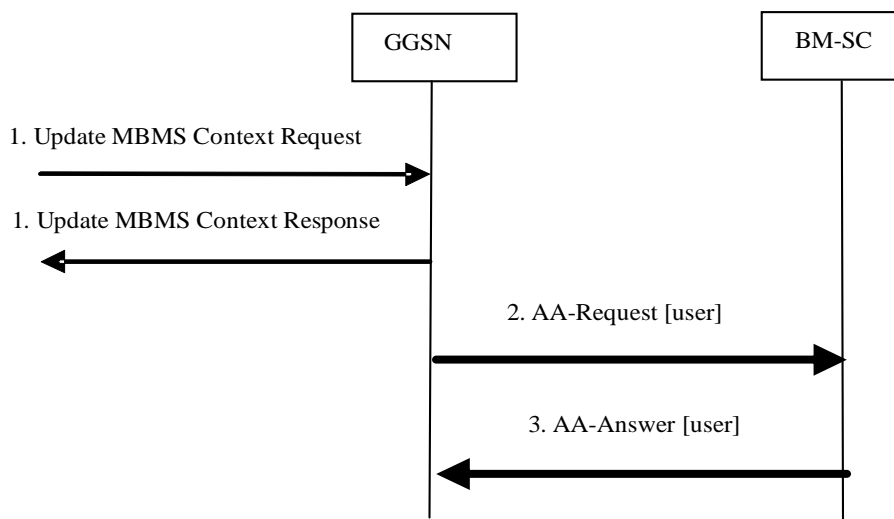 GGSN
BM-SC
1. Update MBMS Context Request
1. Update MBMS Context Response
2. AA-Request [user]
3. AA-Answer [user]